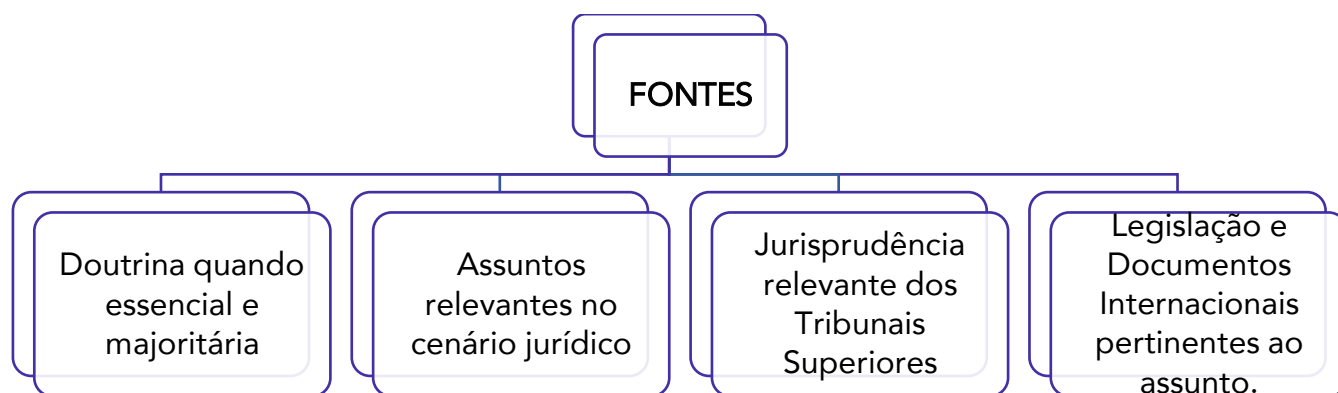 FONTES
Doutrina quando
essencial e
majoritária
Assuntos
relevantes no
cenário jurídico
Jurisprudência
relevante dos
Tribunais
Superiores
Legislação e
Documentos
Internacionais
pertinentes ao
assunto.